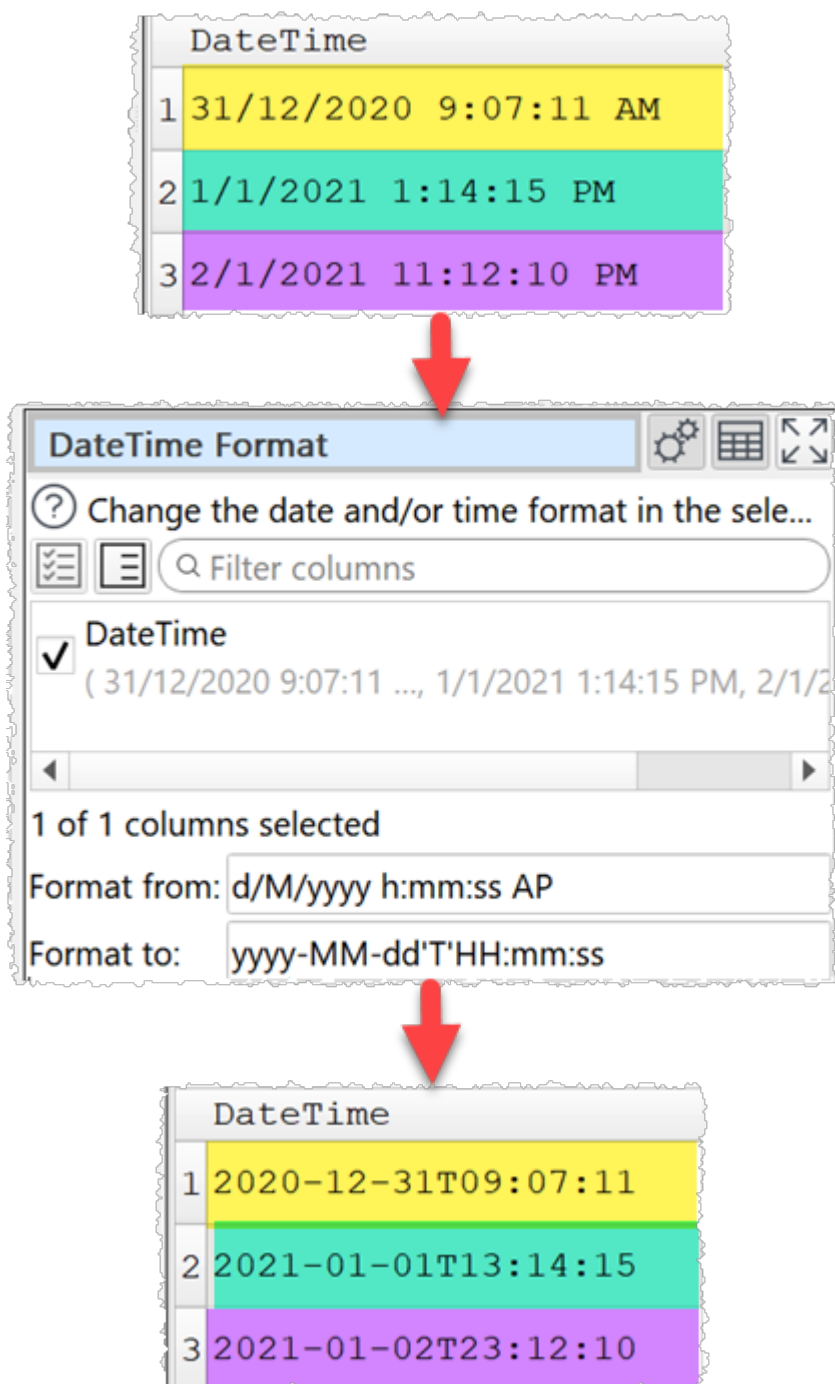 DateTime
1 31/12/2020 9:07:11 AM
2 1/1/2021 1:14:15 PM
3 2/1/2021 11:12:10 PM
DateTime Format
? Change the date and/or time format in the sele...
Filter columns
DateTime
( 31/12/2020 9:07:11 ..., 1/1/2021 1:14:15 PM, 2/1/2
1 of 1 columns selected
Format from: d/M/yyyy h:mm:ss AP
Format to: yyyy-MM-dd'T'HH:mm:ss
DateTime
1 2020-12-31T09:07:11
2 2021-01-01T13:14:15
3 2021-01-02T23:12:10